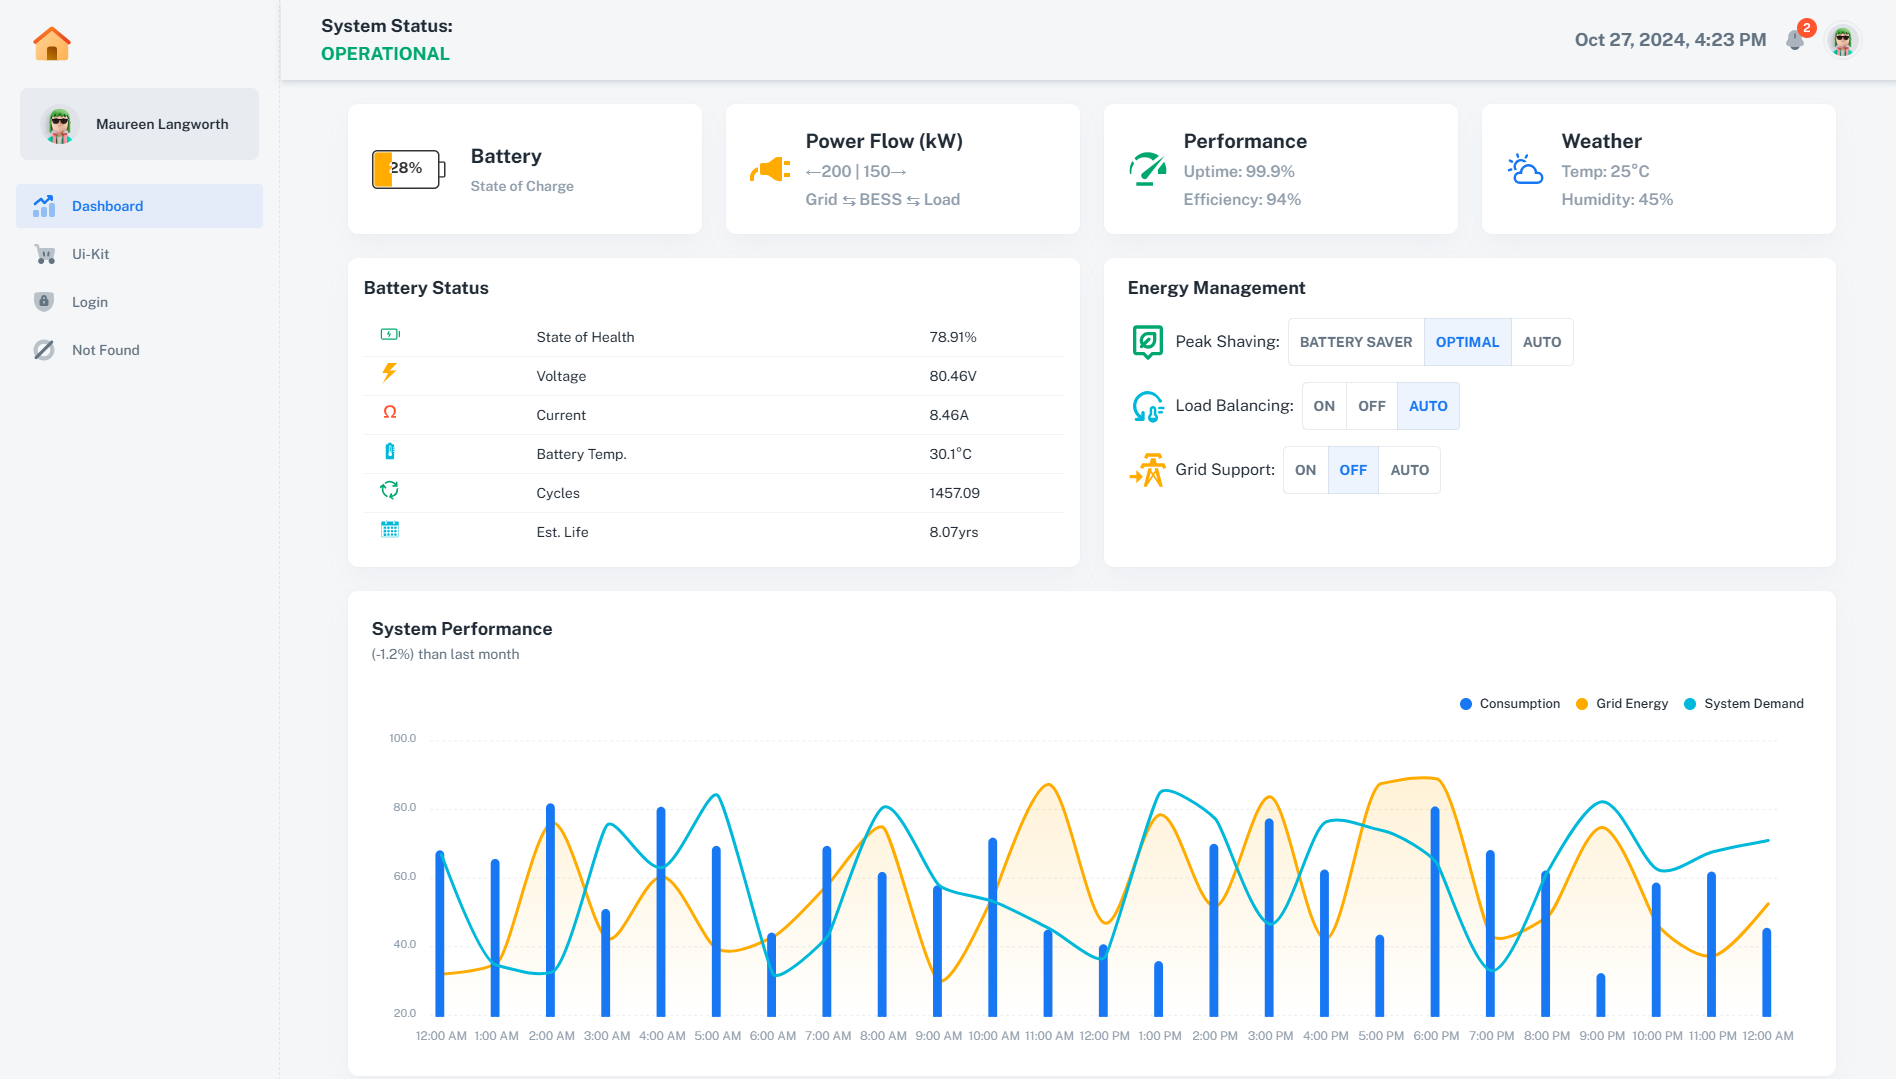 System Status:
OPERATIONAL
Oct 27, 2024, 4:23 PM
2
Maureen Langworth
Dashboard
Ui-Kit
Login
Not Found
28%
Battery
State of Charge
Power Flow (kW)
←200 | 150→
Grid ⇆ BESS ⇆ Load
Performance
Uptime: 99.9%
Efficiency: 94%
Weather
Temp: 25°C
Humidity: 45%
Battery Status
State of Health 78.91%
Voltage 80.46V
Current 8.46A
Battery Temp. 30.1°C
Cycles 1457.09
Est. Life 8.07yrs
Energy Management
Peak Shaving: BATTERY SAVER OPTIMAL AUTO
Load Balancing: ON OFF AUTO
Grid Support: ON OFF AUTO
System Performance
(-1.2%) than last month
Consumption Grid Energy System Demand
100.0
80.0
60.0
40.0
20.0
12:00 AM 1:00 AM 2:00 AM 3:00 AM 4:00 AM 5:00 AM 6:00 AM 7:00 AM 8:00 AM 9:00 AM 10:00 AM 11:00 AM 12:00 PM 1:00 PM 2:00 PM 3:00 PM 4:00 PM 5:00 PM 6:00 PM 7:00 PM 8:00 PM 9:00 PM 10:00 PM 11:00 PM 12:00 AM